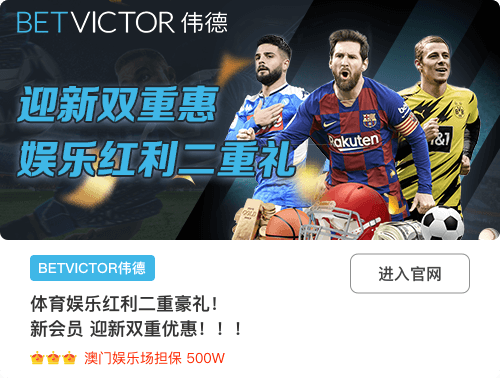 BETVICTOR 伟德
迎新双重惠
娱乐红利二重礼
Rakuten
1&1
BETVICTOR伟德
进入官网
体育娱乐红利二重豪礼！
新会员 迎新双重优惠！！！
澳门娱乐场担保 500W